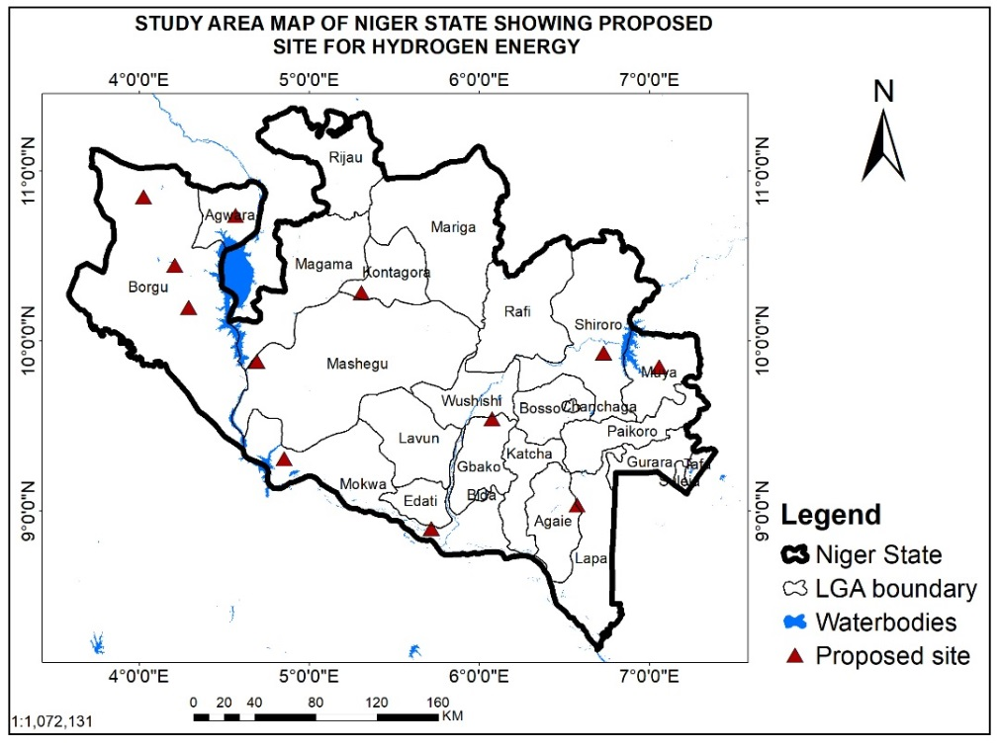 STUDY AREA MAP OF NIGER STATE SHOWING PROPOSED
SITE FOR HYDROGEN ENERGY
4°0'0"E 5°0'0"E 6°0'0"E 7°0'0"E
N
11°0'0"N 11°0'0"N
Rijau
Agwara
Mariga
Magama
Kontagora
Borgu
Rafi
Shiroro
10°0'0"N 10°0'0"N
Mashegu
Muya
Wushishi
Bosso
Chanchaga
Lavun
Paikoro
Katcha
Gbako
Gurara
Tafa
Suleja
Mokwa
Bida
Edati
9°0'0"N 9°0'0"N
Agaie
Lapa
4°0'0"E 5°0'0"E 6°0'0"E 7°0'0"E
Legend
Niger State
LGA boundary
Waterbodies
Proposed site
0 20 40 80 120 160
KM
1:1,072,131